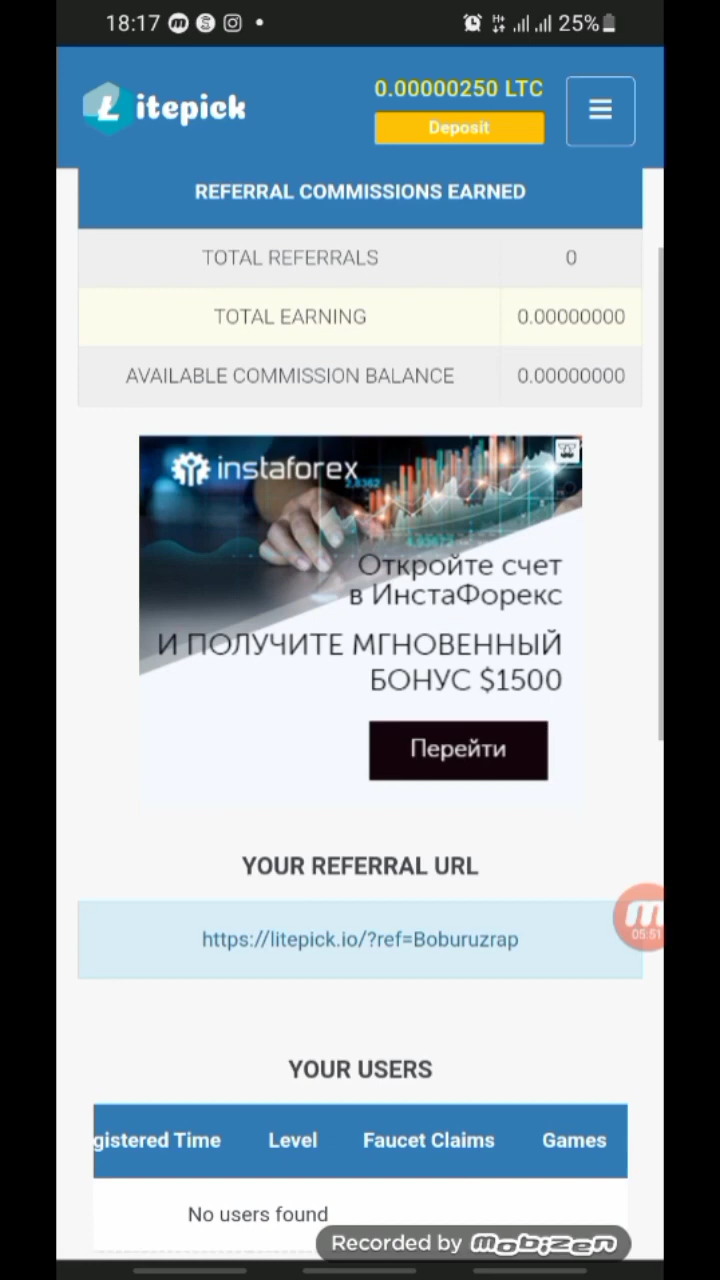 18:17
25%
Litepick
0.00000250 LTC
Deposit
REFERRAL COMMISSIONS EARNED
TOTAL REFERRALS 0
TOTAL EARNING 0.00000000
AVAILABLE COMMISSION BALANCE 0.00000000
instaforex
Откройте счет
в ИнстаФорекс
И ПОЛУЧИТЕ МГНОВЕННЫЙ
БОНУС $1500
Перейти
YOUR REFERRAL URL
https://litepick.io/?ref=Boburuzrap
05:51
YOUR USERS
gistered Time Level Faucet Claims Games
No users found
Recorded by mobizen